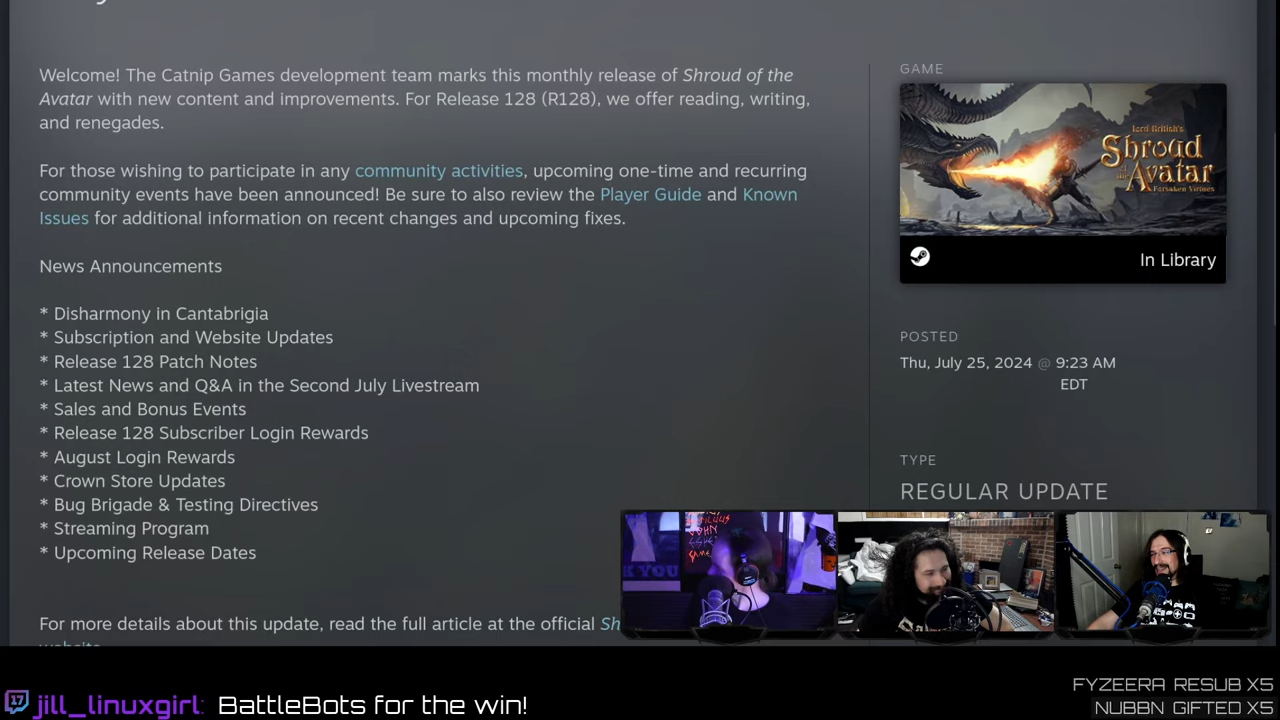 Welcome! The Catnip Games development team marks this monthly release of Shroud of the
Avatar with new content and improvements. For Release 128 (R128), we offer reading, writing,
and renegades.
For those wishing to participate in any community activities, upcoming one-time and recurring
community events have been announced! Be sure to also review the Player Guide and Known
Issues for additional information on recent changes and upcoming fixes.
News Announcements
* Disharmony in Cantabrigia
* Subscription and Website Updates
* Release 128 Patch Notes
* Latest News and Q&A in the Second July Livestream
* Sales and Bonus Events
* Release 128 Subscriber Login Rewards
* August Login Rewards
* Crown Store Updates
* Bug Brigade & Testing Directives
* Streaming Program
* Upcoming Release Dates
For more details about this update, read the full article at the official Sh
website
GAME
Lord British's
Shroud
of the
Avatar
Forsaken Virtues
In Library
POSTED
Thu, July 25, 2024 @ 9:23 AM
EDT
TYPE
REGULAR UPDATE
GAME
K YOU
17 jill_linuxgirl: BattleBots for the win!
FYZEERA RESUB X5
NUBBN GIFTED X5